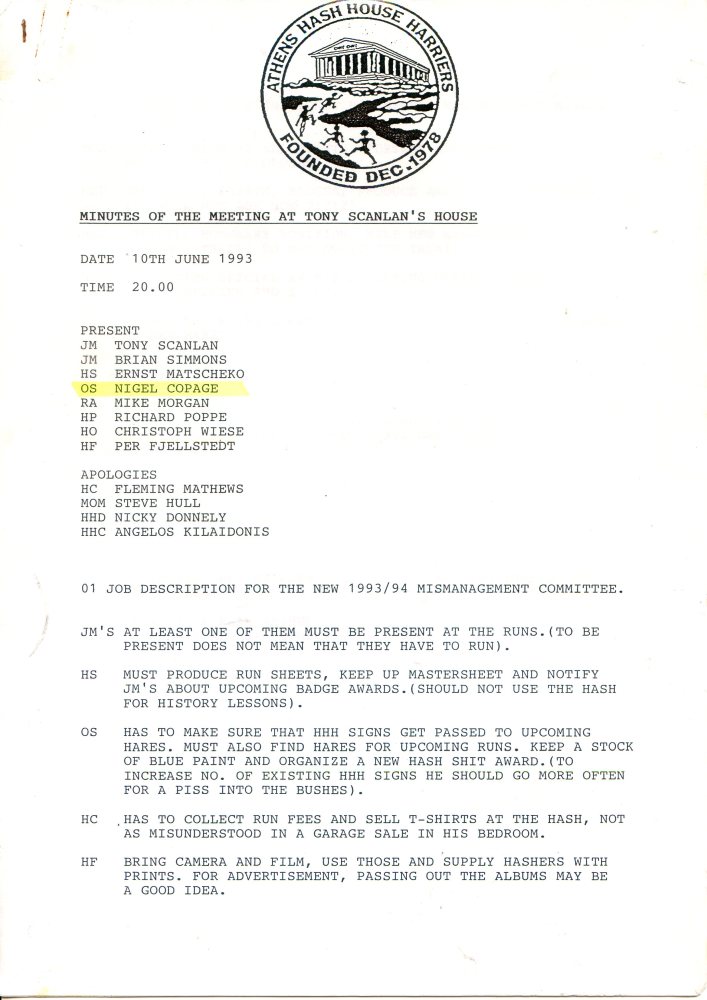 ATHENS HASH HOUSE HARRIERS
FOUNDED DEC. 1978
MINUTES OF THE MEETING AT TONY SCANLAN'S HOUSE
DATE 10TH JUNE 1993
TIME 20.00
PRESENT
JM TONY SCANLAN
JM BRIAN SIMMONS
HS ERNST MATSCHEKO
OS NIGEL COPAGE
RA MIKE MORGAN
HP RICHARD POPPE
HO CHRISTOPH WIESE
HF PER FJELLSTEDT
APOLOGIES
HC FLEMING MATHEWS
MOM STEVE HULL
HHD NICKY DONNELY
HHC ANGELOS KILAIDONIS
01 JOB DESCRIPTION FOR THE NEW 1993/94 MISMANAGEMENT COMMITTEE.
JM'S AT LEAST ONE OF THEM MUST BE PRESENT AT THE RUNS.(TO BE
PRESENT DOES NOT MEAN THAT THEY HAVE TO RUN).
HS MUST PRODUCE RUN SHEETS, KEEP UP MASTERSHEET AND NOTIFY
JM'S ABOUT UPCOMING BADGE AWARDS.(SHOULD NOT USE THE HASH
FOR HISTORY LESSONS).
OS HAS TO MAKE SURE THAT HHH SIGNS GET PASSED TO UPCOMING
HARES. MUST ALSO FIND HARES FOR UPCOMING RUNS. KEEP A STOCK
OF BLUE PAINT AND ORGANIZE A NEW HASH SHIT AWARD.(TO
INCREASE NO. OF EXISTING HHH SIGNS HE SHOULD GO MORE OFTEN
FOR A PISS INTO THE BUSHES).
HC HAS TO COLLECT RUN FEES AND SELL T-SHIRTS AT THE HASH, NOT
AS MISUNDERSTOOD IN A GARAGE SALE IN HIS BEDROOM.
HF BRING CAMERA AND FILM, USE THOSE AND SUPPLY HASHERS WITH
PRINTS. FOR ADVERTISEMENT, PASSING OUT THE ALBUMS MAY BE
A GOOD IDEA.